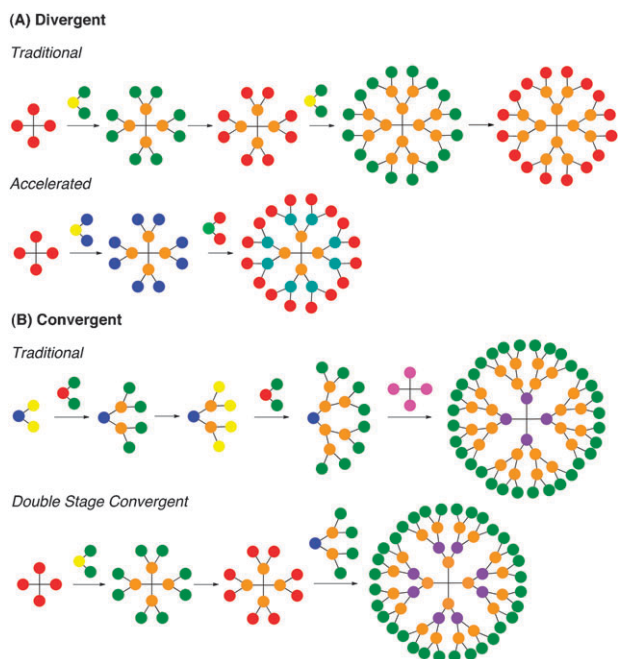 (A) Divergent
Traditional
Accelerated
(B) Convergent
Traditional
Double Stage Convergent